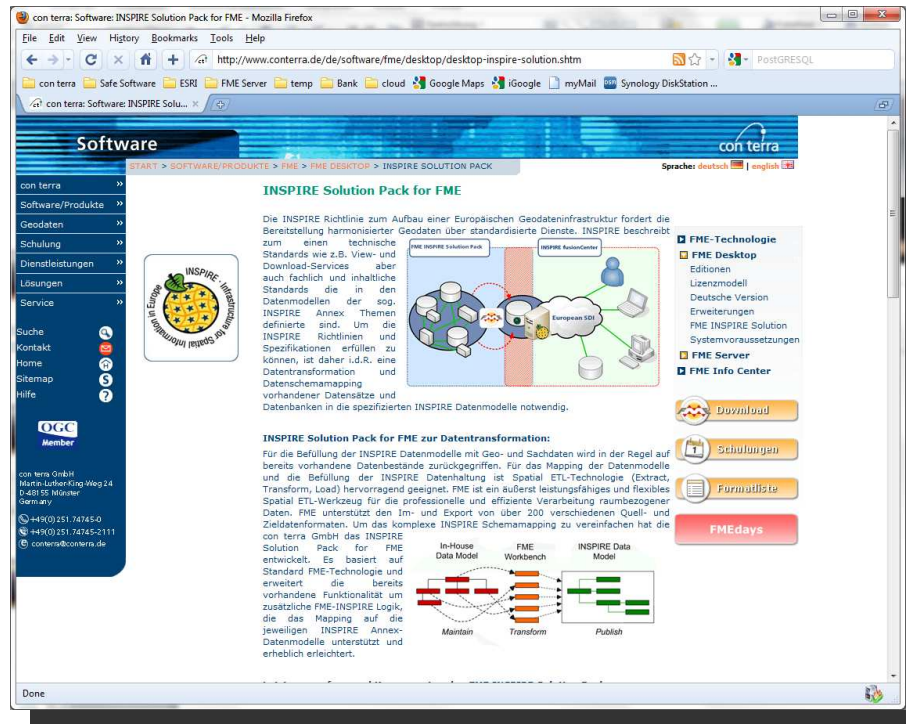 con terra: Software: INSPIRE Solution Pack for FME - Mozilla Firefox
File Edit View History Bookmarks Tools Help
http://www.conterra.de/de/software/fme/desktop/desktop-inspire-solution.shtm
PostGRESQL
con terra Safe Software ESRI FME Server temp Bank cloud Google Maps iGoogle myMail Synology DiskStation ...
con terra: Software: INSPIRE Solu...
Software
con terra
START > SOFTWARE/PRODUKTE > FME > FME DESKTOP > INSPIRE SOLUTION PACK
Sprache: deutsch | english
con terra »
Software/Produkte »
Geodaten »
Schulung »
Dienstleistungen »
Lösungen »
Service »
Suche
Kontakt
Home
Sitemap
Hilfe
OGC
Member
con terra GmbH
Martin-Luther-King-Weg 24
D-48155 Münster
Germany
+49(0)251.74745-0
+49(0)251.74745-2111
conterra@conterra.de
INSPIRE · Infrastructure for Spatial Information in Europe
INSPIRE Solution Pack for FME
Die INSPIRE Richtlinie zum Aufbau einer Europäischen Geodateninfrastruktur fordert die
Bereitstellung harmonisierter Geodaten über standardisierte Dienste. INSPIRE beschreibt
zum einen technische
Standards wie z.B. View- und
Download-Services aber
auch fachlich und inhaltliche
Standards die in den
Datenmodellen der sog.
INSPIRE Annex Themen
definierte sind. Um die
INSPIRE Richtlinien und
Spezifikationen erfüllen zu
können, ist daher i.d.R. eine
Datentransformation und
Datenschemamapping
vorhandener Datensätze und
Datenbanken in die spezifizierten INSPIRE Datenmodelle notwendig.
FME INSPIRE Solution Pack
INSPIRE fusionCenter
European SDI
INSPIRE Solution Pack for FME zur Datentransformation:
Für die Befüllung der INSPIRE Datenmodelle mit Geo- und Sachdaten wird in der Regel auf
bereits vorhandene Datenbestände zurückgegriffen. Für das Mapping der Datenmodelle
und die Befüllung der INSPIRE Datenhaltung ist Spatial ETL-Technologie (Extract,
Transform, Load) hervorragend geeignet. FME ist ein äußerst leistungsfähiges und flexibles
Spatial ETL-Werkzeug für die professionelle und effiziente Verarbeitung raumbezogener
Daten. FME unterstützt den Im- und Export von über 200 verschiedenen Quell- und
Zieldatenformaten. Um das komplexe INSPIRE Schemamapping zu vereinfachen hat die
con terra GmbH das INSPIRE
Solution Pack for FME
entwickelt. Es basiert auf
Standard FME-Technologie und
erweitert die bereits
vorhandene Funktionalität um
zusätzliche FME-INSPIRE Logik,
die das Mapping auf die
jeweiligen INSPIRE Annex-
Datenmodelle unterstützt und
erheblich erleichtert.
In-House Data Model
FME Workbench
INSPIRE Data Model
Maintain
Transform
Publish
FME-Technologie
FME Desktop
Editionen
Lizenzmodell
Deutsche Version
Erweiterungen
FME INSPIRE Solution
Systemvoraussetzungen
FME Server
FME Info Center
Download
Schulungen
Formatliste
FMEdays
Done